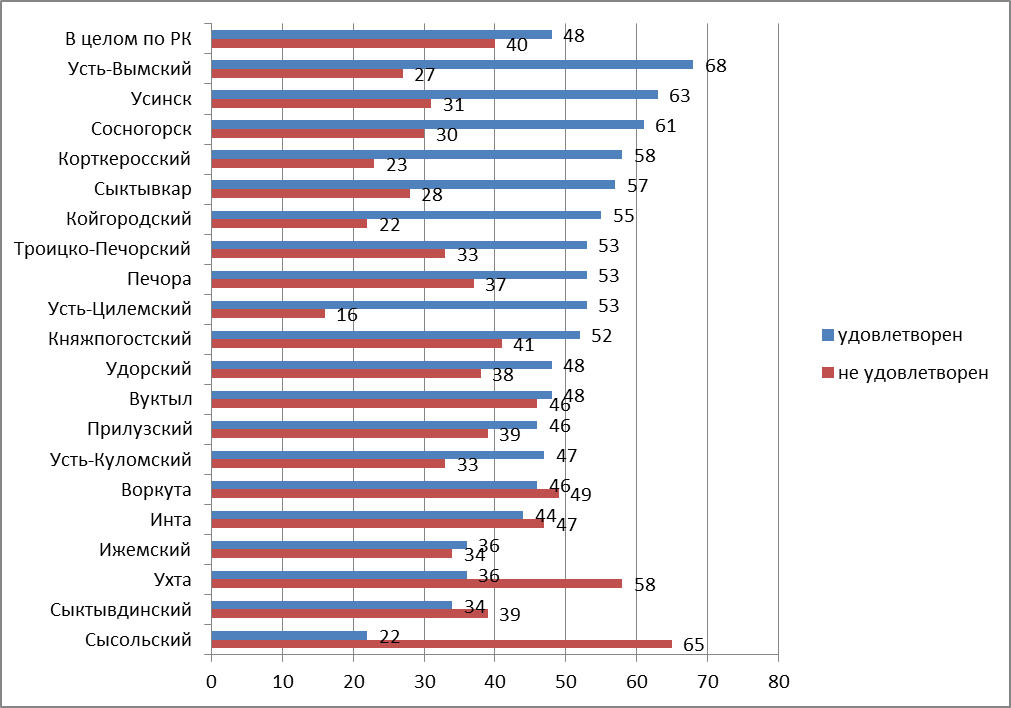 В целом по РК 48
40
Усть-Вымский 68
27
Усинск 63
31
Сосногорск 61
30
Корткеросский 58
23
Сыктывкар 57
28
Койгородский 55
22
Троицко-Печорский 53
33
Печора 53
37
Усть-Цилемский 53
16
Княжпогостский 52
41
Удорский 48
38
Вуктыл 48
46
Прилузский 46
39
Усть-Куломский 47
33
Воркута 46
49
Инта 44
47
Ижемский 36
34
Ухта 36
58
Сыктывдинский 34
39
Сысольский 22
65
0 10 20 30 40 50 60 70 80
удовлетворен
не удовлетворен